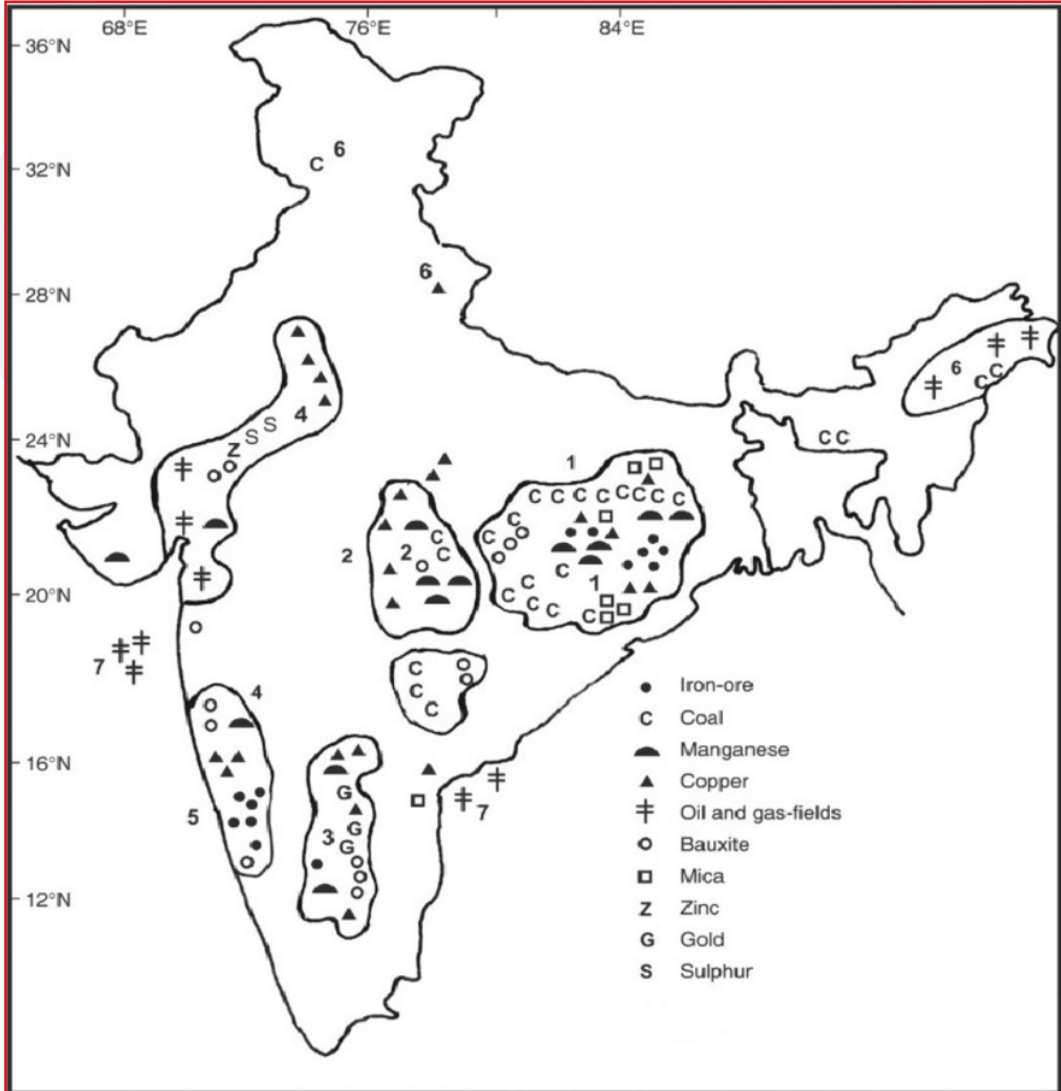 68°E 76°E 84°E
36°N
C 6
32°N
6
28°N
6
C C
4
S
S
24°N
Z
C C
1
C C C C C C C C
C
C
2
2
C
C
1
C
C
C
C
C
C
20°N
7
4
C
C
C
Iron-ore
C Coal
Manganese
16°N
Copper
G
Oil and gas-fields
7
5
3
G
G
Bauxite
Mica
12°N
Z Zinc
G Gold
S Sulphur